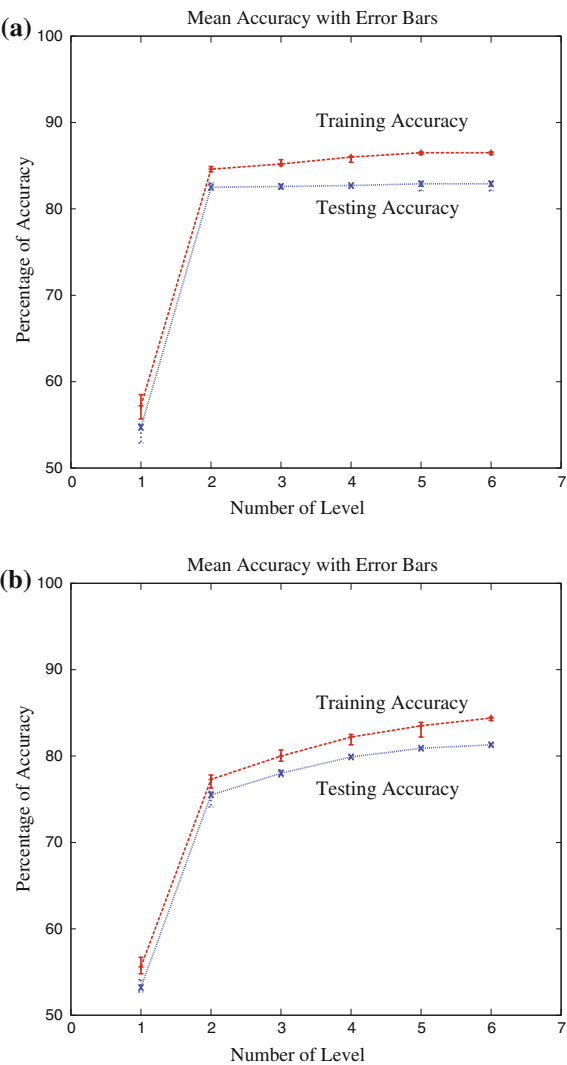 (a)
Mean Accuracy with Error Bars
100
90
80
70
60
50
Percentage of Accuracy
Training Accuracy
Testing Accuracy
0 1 2 3 4 5 6 7
Number of Level
(b)
Mean Accuracy with Error Bars
100
90
80
70
60
50
Percentage of Accuracy
Training Accuracy
Testing Accuracy
0 1 2 3 4 5 6 7
Number of Level